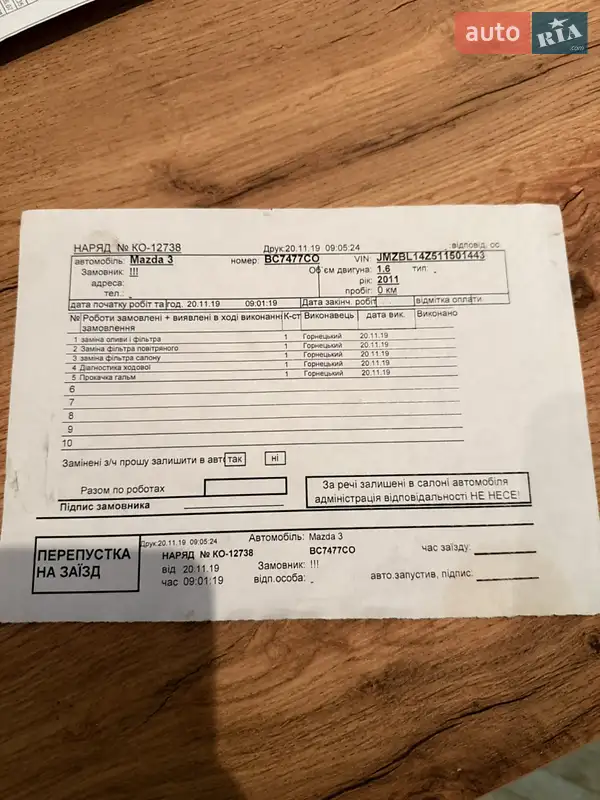 auto RIA .com
НАРЯД № КО-12738 Друк:20.11.19 09:05:24 відповід. ос
автомобіль: Mazda 3 номер: BC7477CO VIN: JMZBL14Z511501443
Замовник: !!! Об'єм двигуна: 1.6 тип: -
адреса: рік: 2011
тел.: - пробіг: 0 км
дата початку робіт та год. 20.11.19 09:01:19 Дата закінч. робіт відмітка оплати
№ Роботи замовлені + виявлені в ході виконанн К-ст Виконавець дата вик. Виконано
замовлення
1 заміна оливи і фільтра 1 Горнецький 20.11.19
2 Заміна фільтра повітряного 1 Горнецький 20.11.19
3 заміна фільтра салону 1 Горнецький 20.11.19
4 Діагностика ходової 1 Горнецький 20.11.19
5 Прокачка гальм 1 Горнецький 20.11.19
6
7
8
9
10
Замінені з/ч прошу залишити в авт так ні
Разом по роботах
Підпис замовника
За речі залишені в салоні автомобіля
адміністрація відповідальності НЕ НЕСЕ!
ПЕРЕПУСТКА
НА ЗАЇЗД
Друк:20.11.19 09:05:24 Автомобіль: Mazda 3
НАРЯД № КО-12738 BC7477CO час заїзду:
від 20.11.19 Замовник: !!!
час 09:01:19 відп.особа: - авто.запустив, підпис: